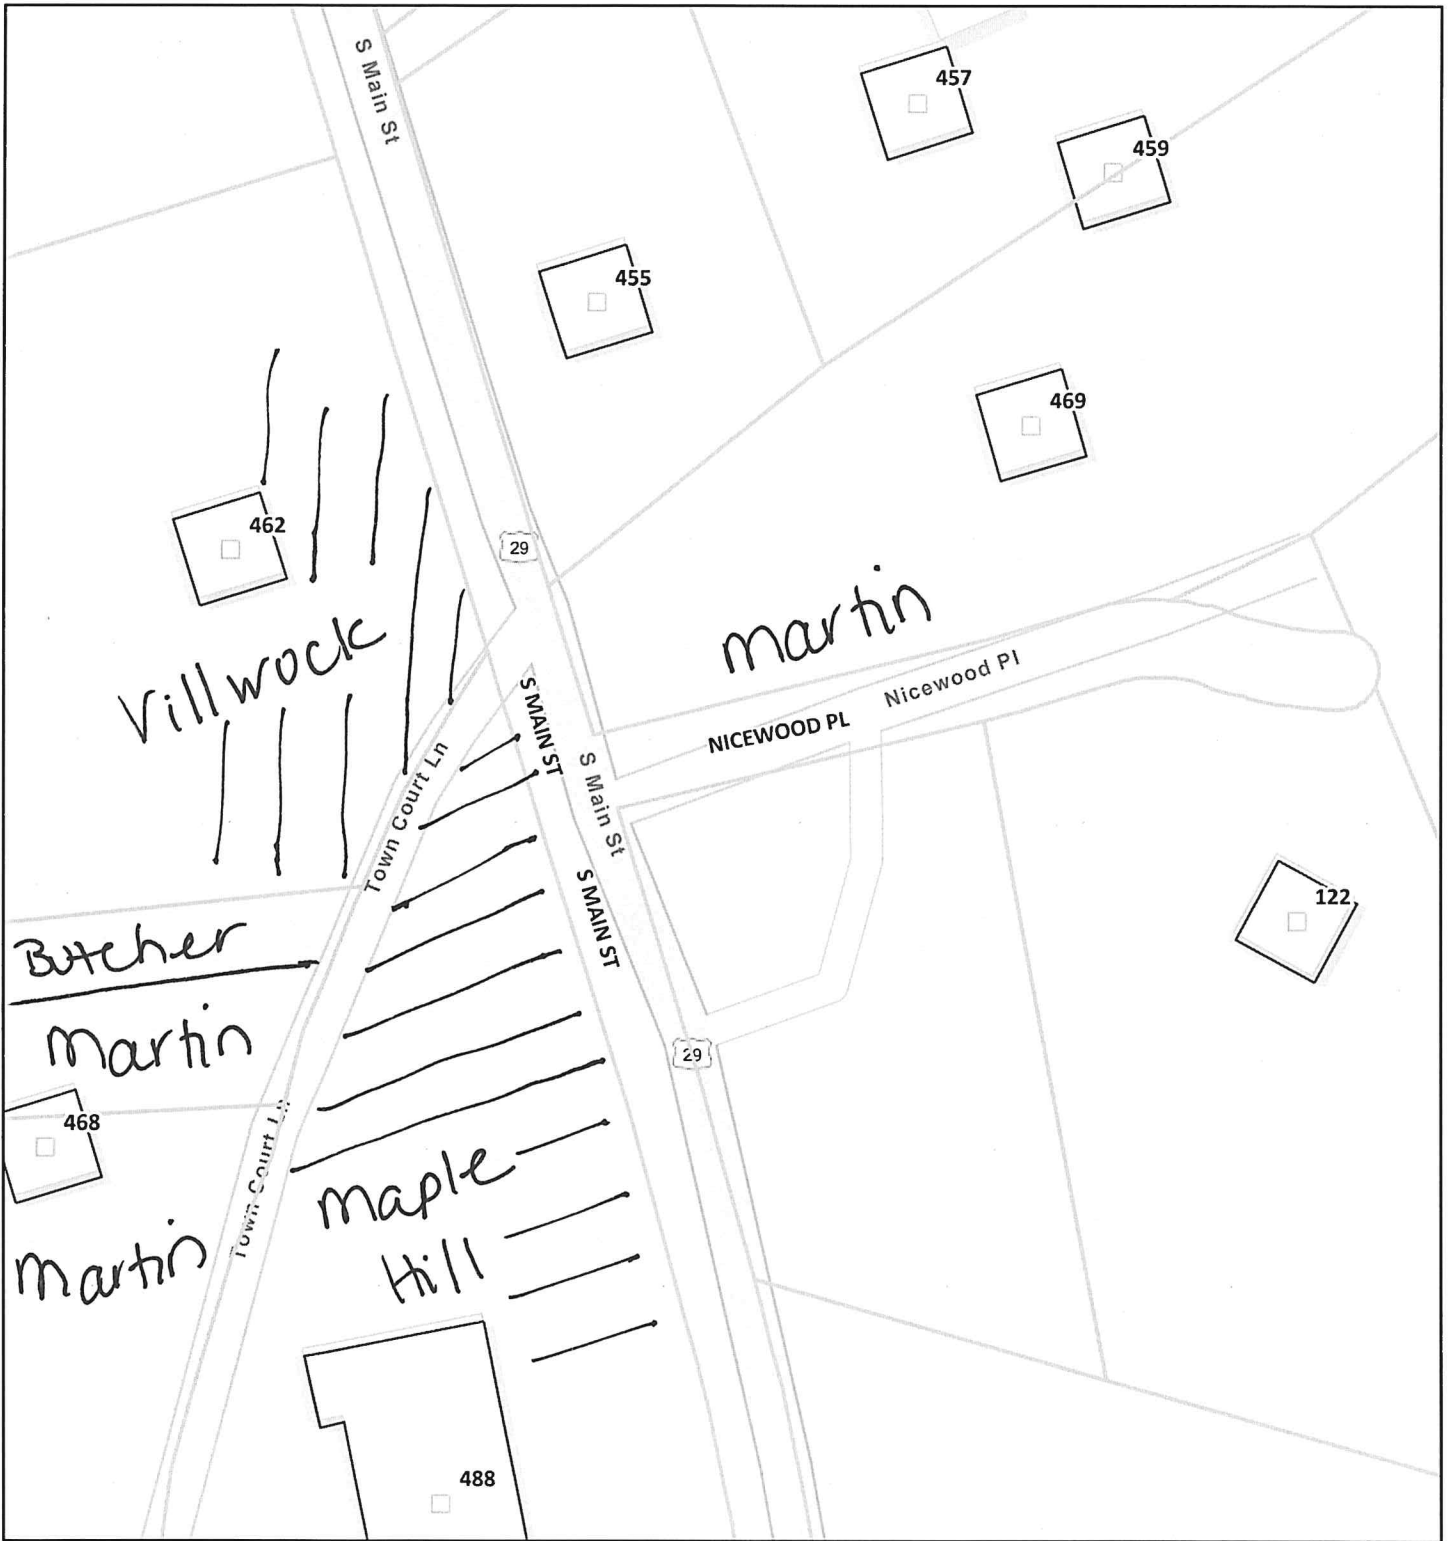 S Main St
457
459
455
469
462
29
martin
Villwock
Nicewood Pl
NICEWOOD PL
S MAIN ST
S Main St
Town Court Ln
S MAIN ST
122
Butcher
Martin
29
468
Town Court Ln
Maple
Hill
Martin
488